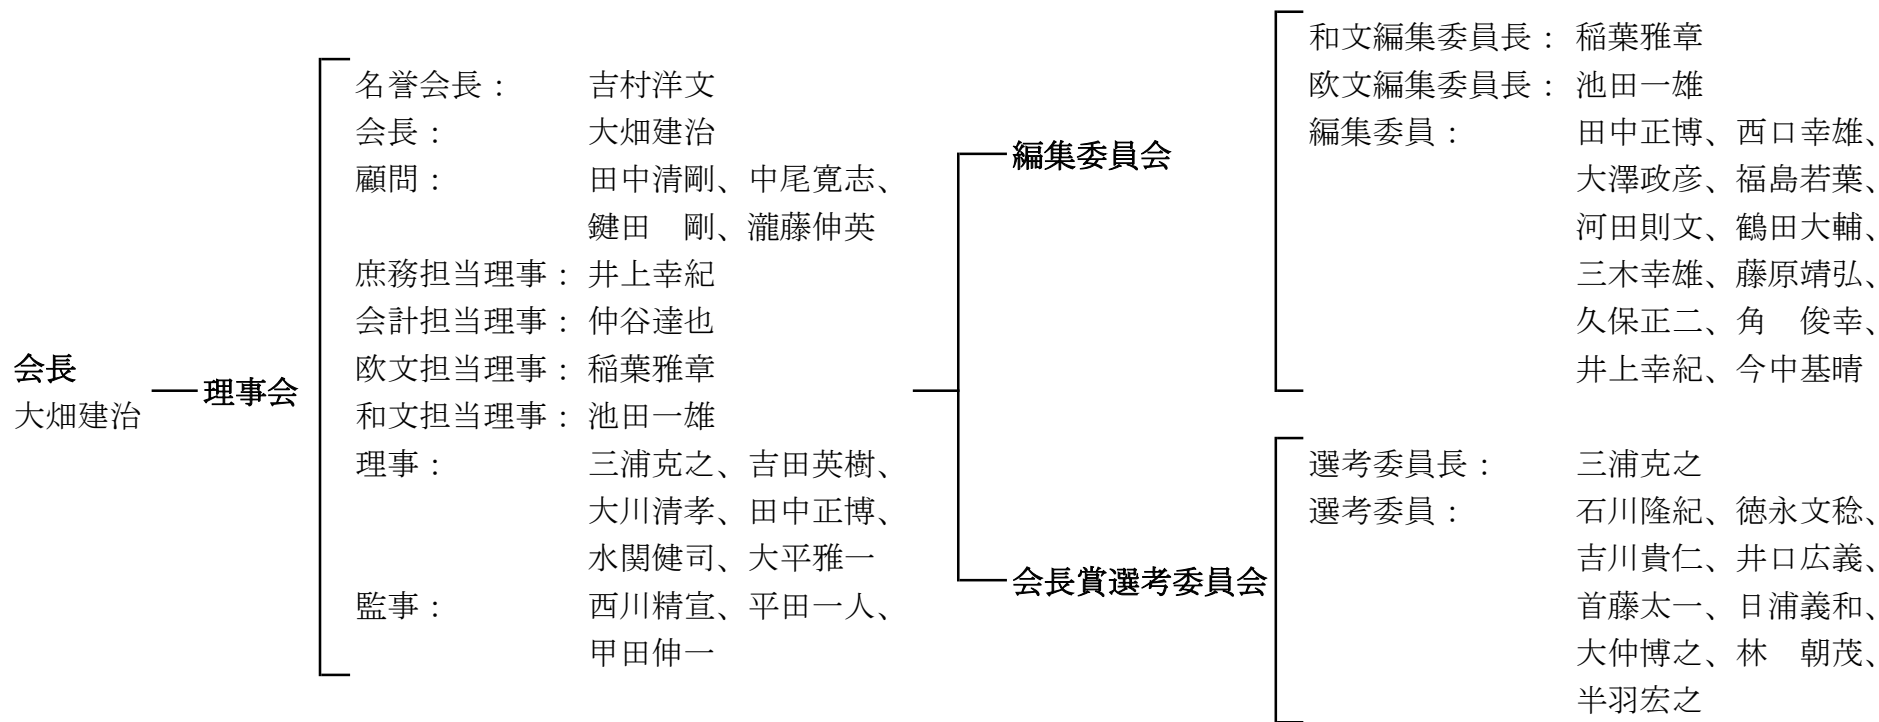 会長
大畑建治
理事会
名誉会長： 吉村洋文
会長： 大畑建治
顧問： 田中清剛、中尾寛志、
鍵田　剛、瀧藤伸英
庶務担当理事： 井上幸紀
会計担当理事： 仲谷達也
欧文担当理事： 稲葉雅章
和文担当理事： 池田一雄
理事： 三浦克之、吉田英樹、
大川清孝、田中正博、
水関健司、大平雅一
監事： 西川精宣、平田一人、
甲田伸一
編集委員会
和文編集委員長： 稲葉雅章
欧文編集委員長： 池田一雄
編集委員： 田中正博、西口幸雄、
大澤政彦、福島若葉、
河田則文、鶴田大輔、
三木幸雄、藤原靖弘、
久保正二、角　俊幸、
井上幸紀、今中基晴
会長賞選考委員会
選考委員長： 三浦克之
選考委員： 石川隆紀、徳永文稔、
吉川貴仁、井口広義、
首藤太一、日浦義和、
大仲博之、林　朝茂、
半羽宏之